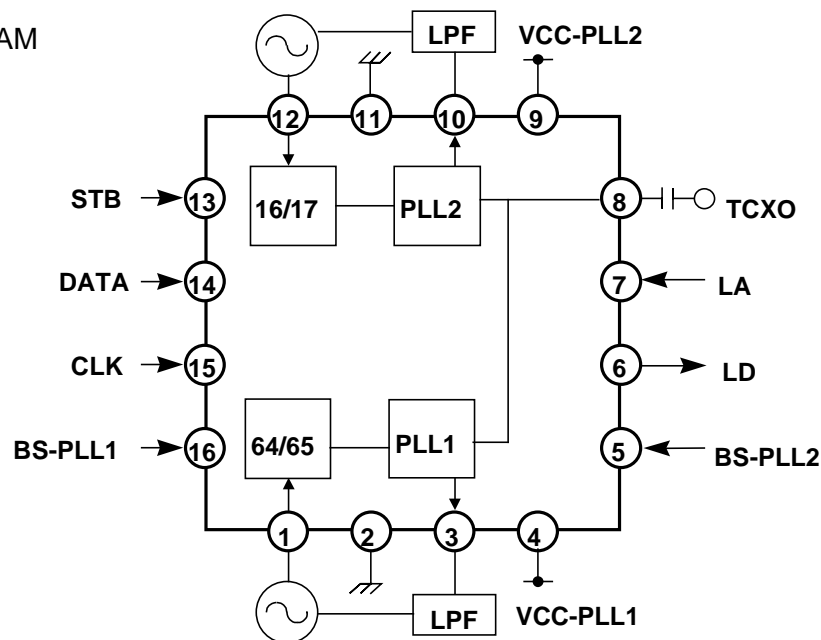 AM
LPF
VCC-PLL2
12
11
10
9
STB
13
16/17
PLL2
8
TCXO
DATA
14
7
LA
CLK
15
6
LD
BS-PLL1
16
64/65
PLL1
5
BS-PLL2
1
2
3
4
LPF
VCC-PLL1